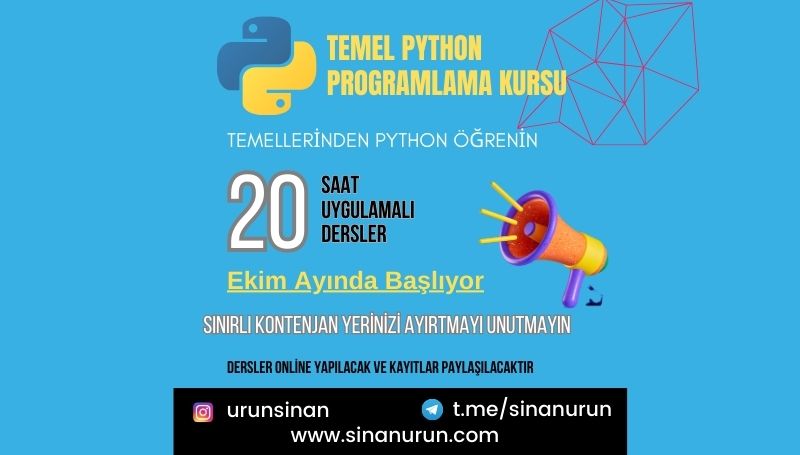 TEMEL PYTHON
PROGRAMLAMA KURSU
TEMELLERİNDEN PYTHON ÖĞRENİN
20
SAAT
UYGULAMALI
DERSLER
Ekim Ayında Başlıyor
SINIRLI KONTENJAN YERİNİZİ AYIRTMAYI UNUTMAYIN
DERSLER ONLİNE YAPILACAK VE KAYITLAR PAYLAŞILACAKTIR
urunsinan
t.me/sinanurun
www.sinanurun.com